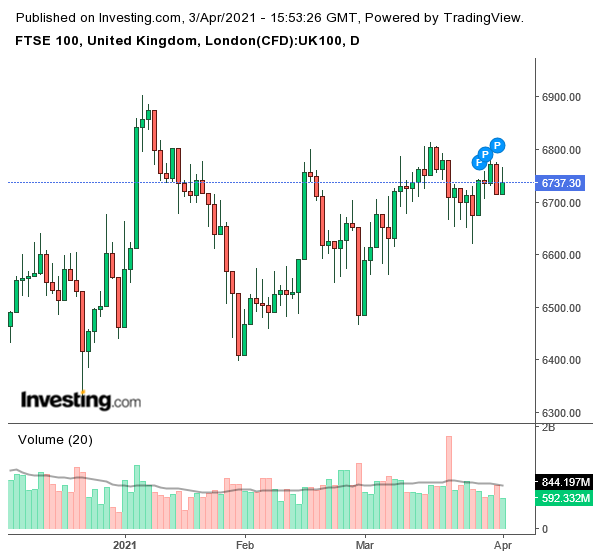 Published on Investing.com, 3/Apr/2021 - 15:53:26 GMT, Powered by TradingView.
FTSE 100, United Kingdom, London(CFD):UK100, D
6900.00
P
P
P
6800.00
6737.30
6700.00
6600.00
6500.00
6400.00
Investing.com
6300.00
Volume (20)
2B
844.197M
592.332M
0
2021
Feb
Mar
Apr